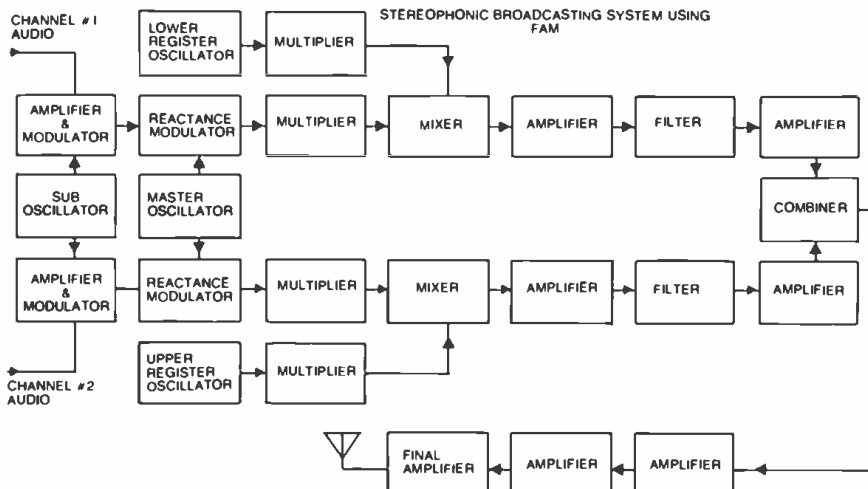 STEREOPHONIC BROADCASTING SYSTEM USING
FAM
CHANNEL #1
AUDIO
LOWER
REGISTER
OSCILLATOR
MULTIPLIER
AMPLIFIER
&
MODULATOR
REACTANCE
MODULATOR
MULTIPLIER
MIXER
AMPLIFIER
FILTER
AMPLIFIER
SUB
OSCILLATOR
MASTER
OSCILLATOR
COMBINER
AMPLIFIER
&
MODULATOR
REACTANCE
MODULATOR
MULTIPLIER
MIXER
AMPLIFIER
FILTER
AMPLIFIER
UPPER
REGISTER
OSCILLATOR
MULTIPLIER
CHANNEL #2
AUDIO
FINAL
AMPLIFIER
AMPLIFIER
AMPLIFIER